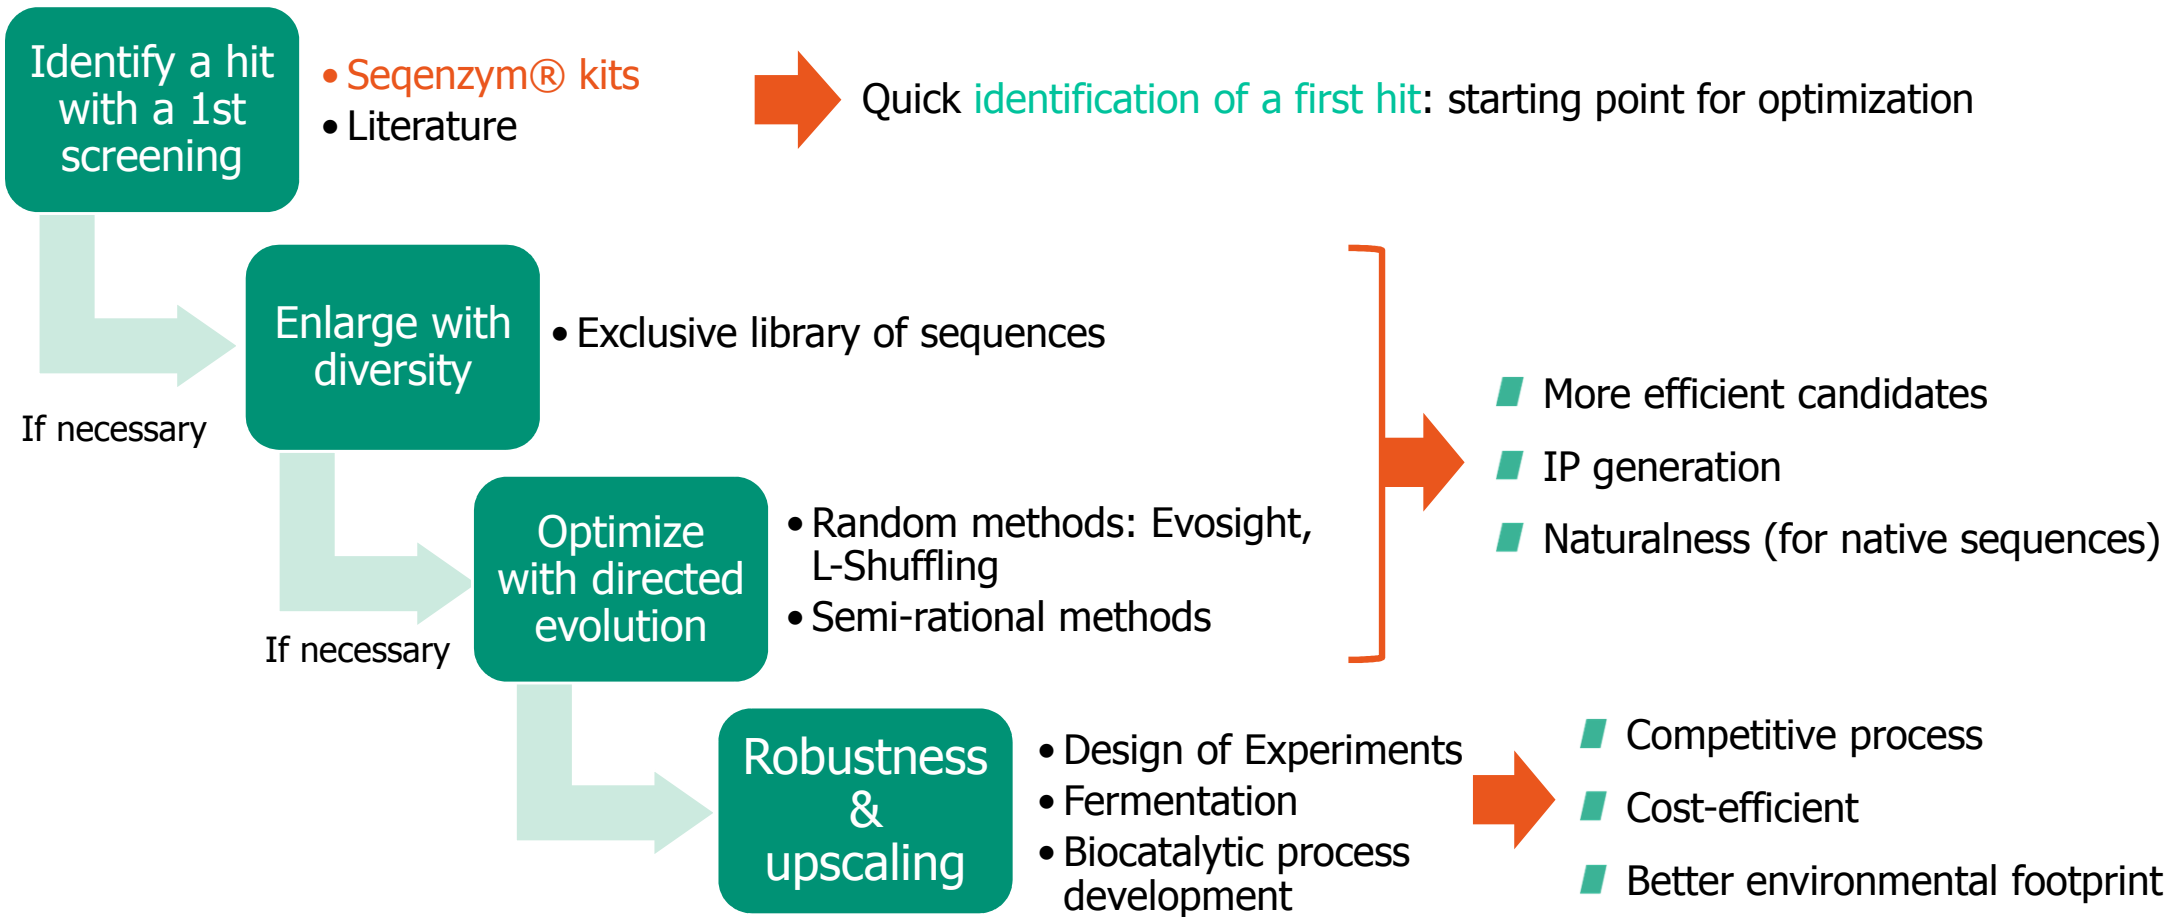 Identify a hit
with a 1st
screening
• Seqenzym® kits
• Literature
Quick identification of a first hit: starting point for optimization
If necessary
Enlarge with
diversity
• Exclusive library of sequences
If necessary
Optimize
with directed
evolution
• Random methods: Evosight,
L-Shuffling
• Semi-rational methods
More efficient candidates
IP generation
Naturalness (for native sequences)
Robustness
&
upscaling
• Design of Experiments
• Fermentation
• Biocatalytic process
development
Competitive process
Cost-efficient
Better environmental footprint